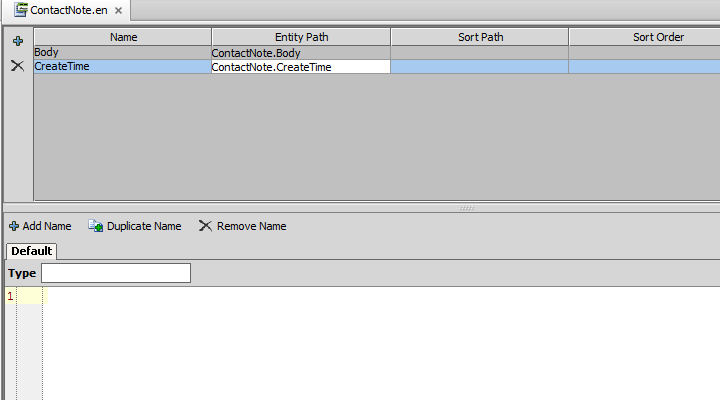 ContactNote.en
Name Entity Path Sort Path Sort Order
Body ContactNote.Body
CreateTime ContactNote.CreateTime
Add Name Duplicate Name Remove Name
Default
Type
1